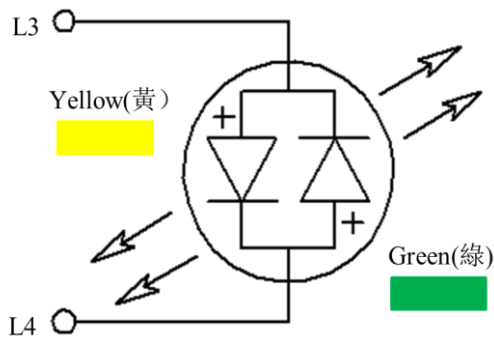 L3
Yellow(黃）
+
+
Green(綠)
L4